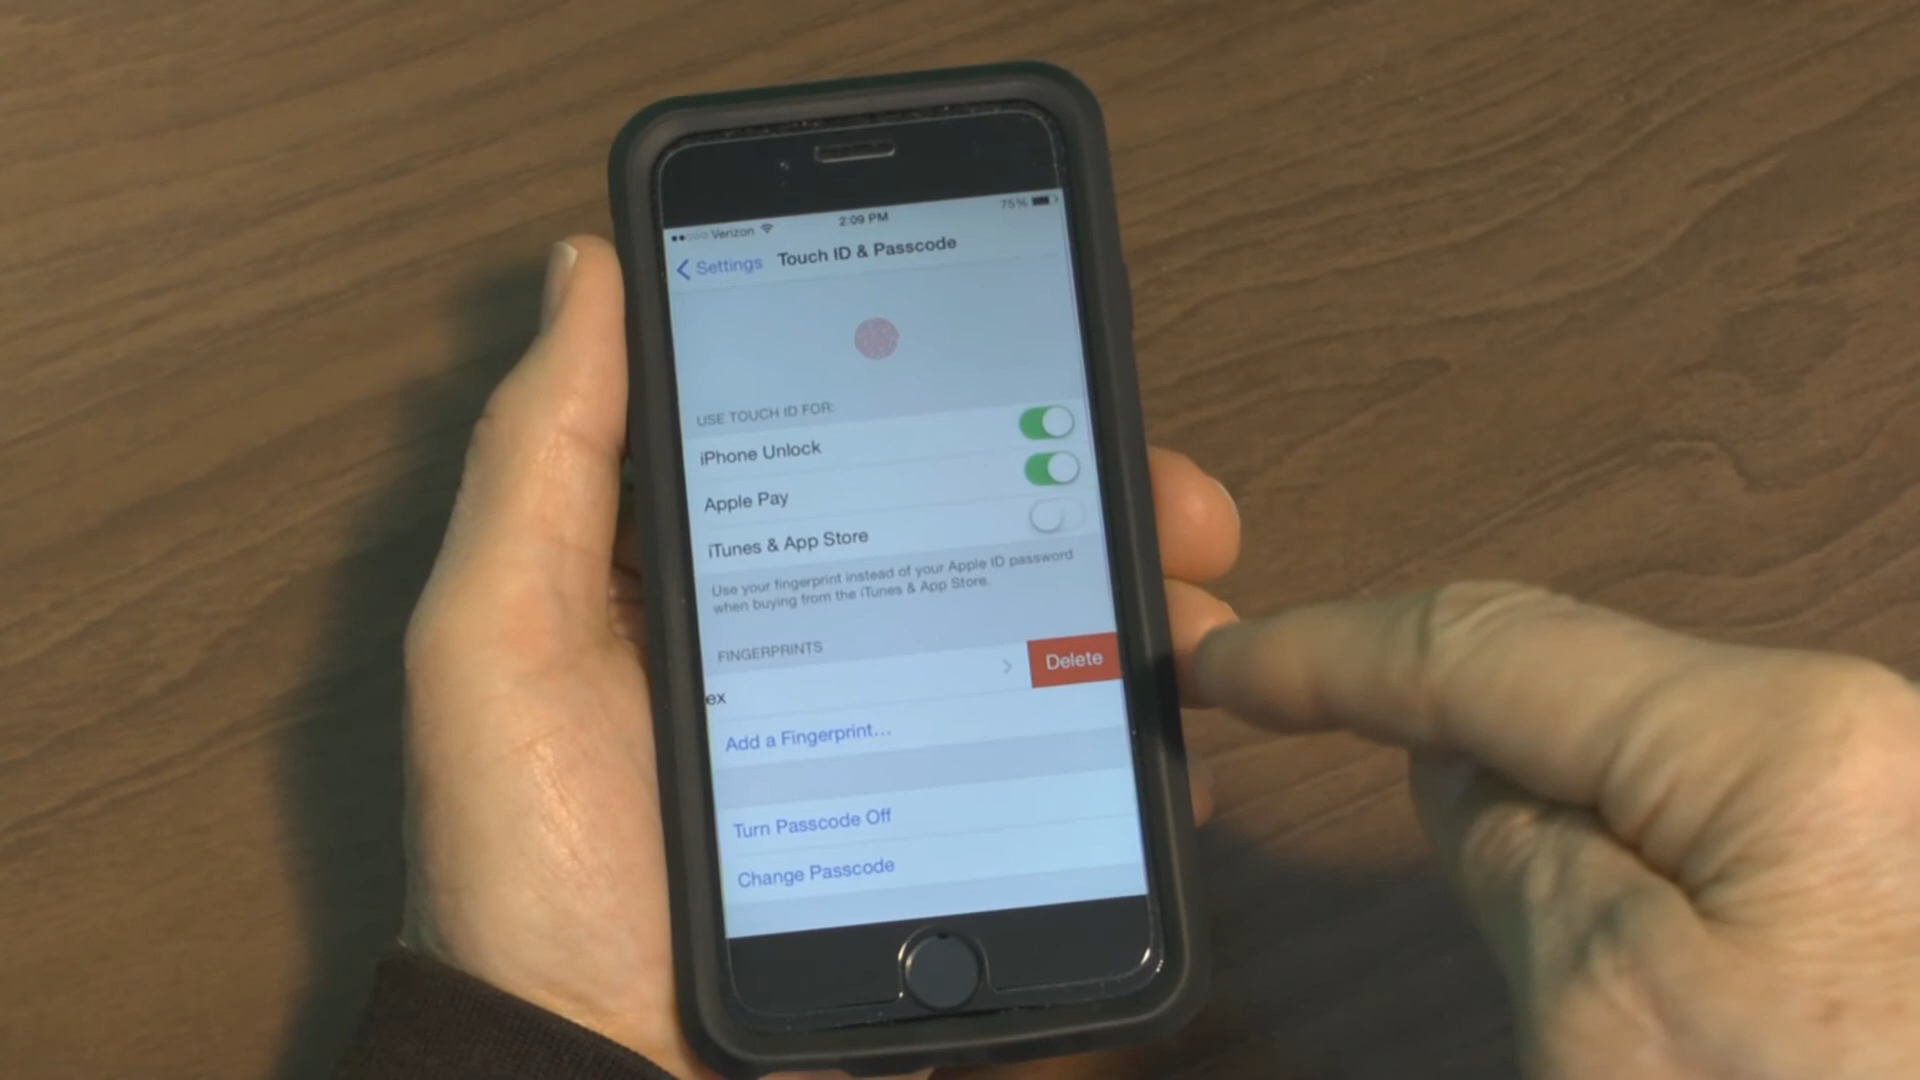 Verizon 2:09 PM 75%
Settings Touch ID & Passcode
USE TOUCH ID FOR:
iPhone Unlock
Apple Pay
iTunes & App Store
Use your fingerprint instead of your Apple ID password
when buying from the iTunes & App Store.
FINGERPRINTS
ex Delete
Add a Fingerprint...
Turn Passcode Off
Change Passcode